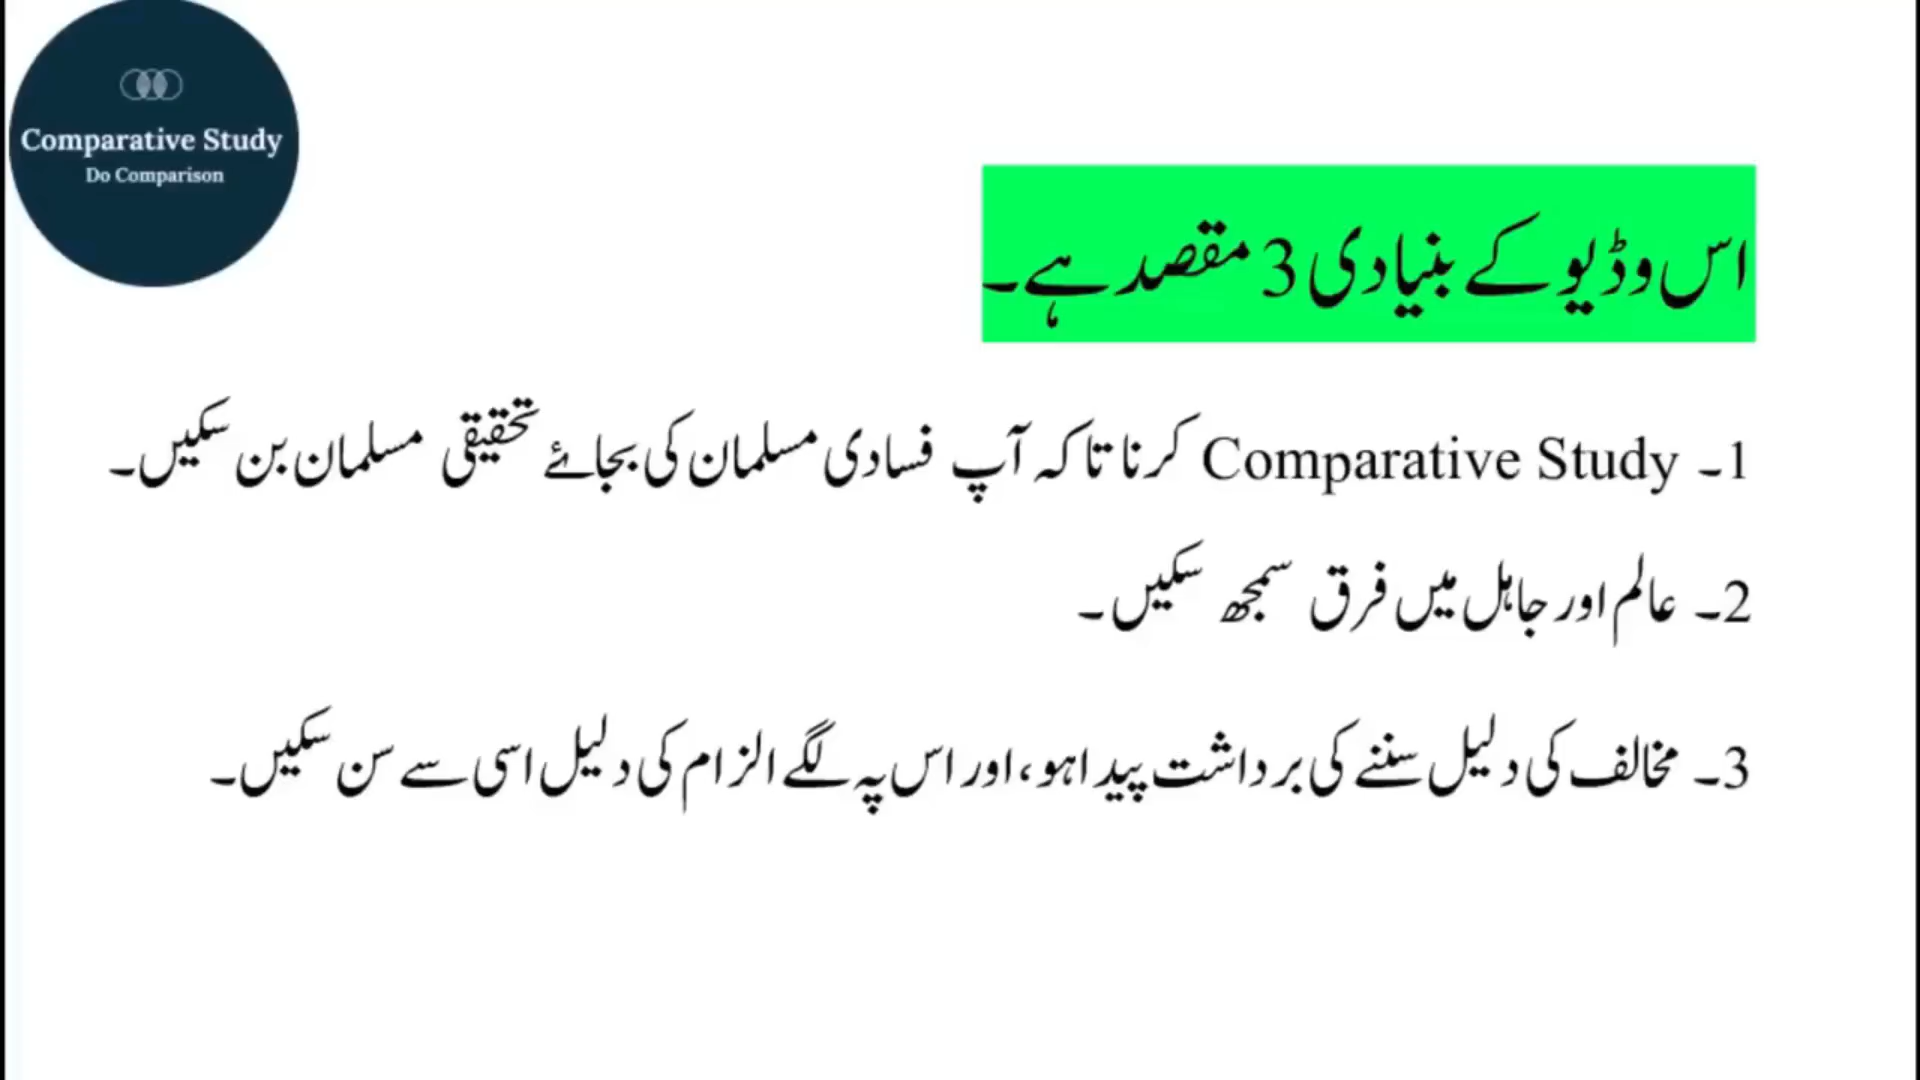 Comparative Study
Do Comparison
اس وڈیو کے بنیادی 3 مقصد ہے۔
1۔ Comparative Study کرنا تاکہ آپ فسادی مسلمان کی بجائے تحقیقی مسلمان بن سکیں۔
2۔ عالم اور جاہل میں فرق سمجھ سکیں۔
3۔ مخالف کی دلیل سننے کی برداشت پیدا ہو، اور اس پہ لگے الزام کی دلیل اسی سے سن سکیں۔